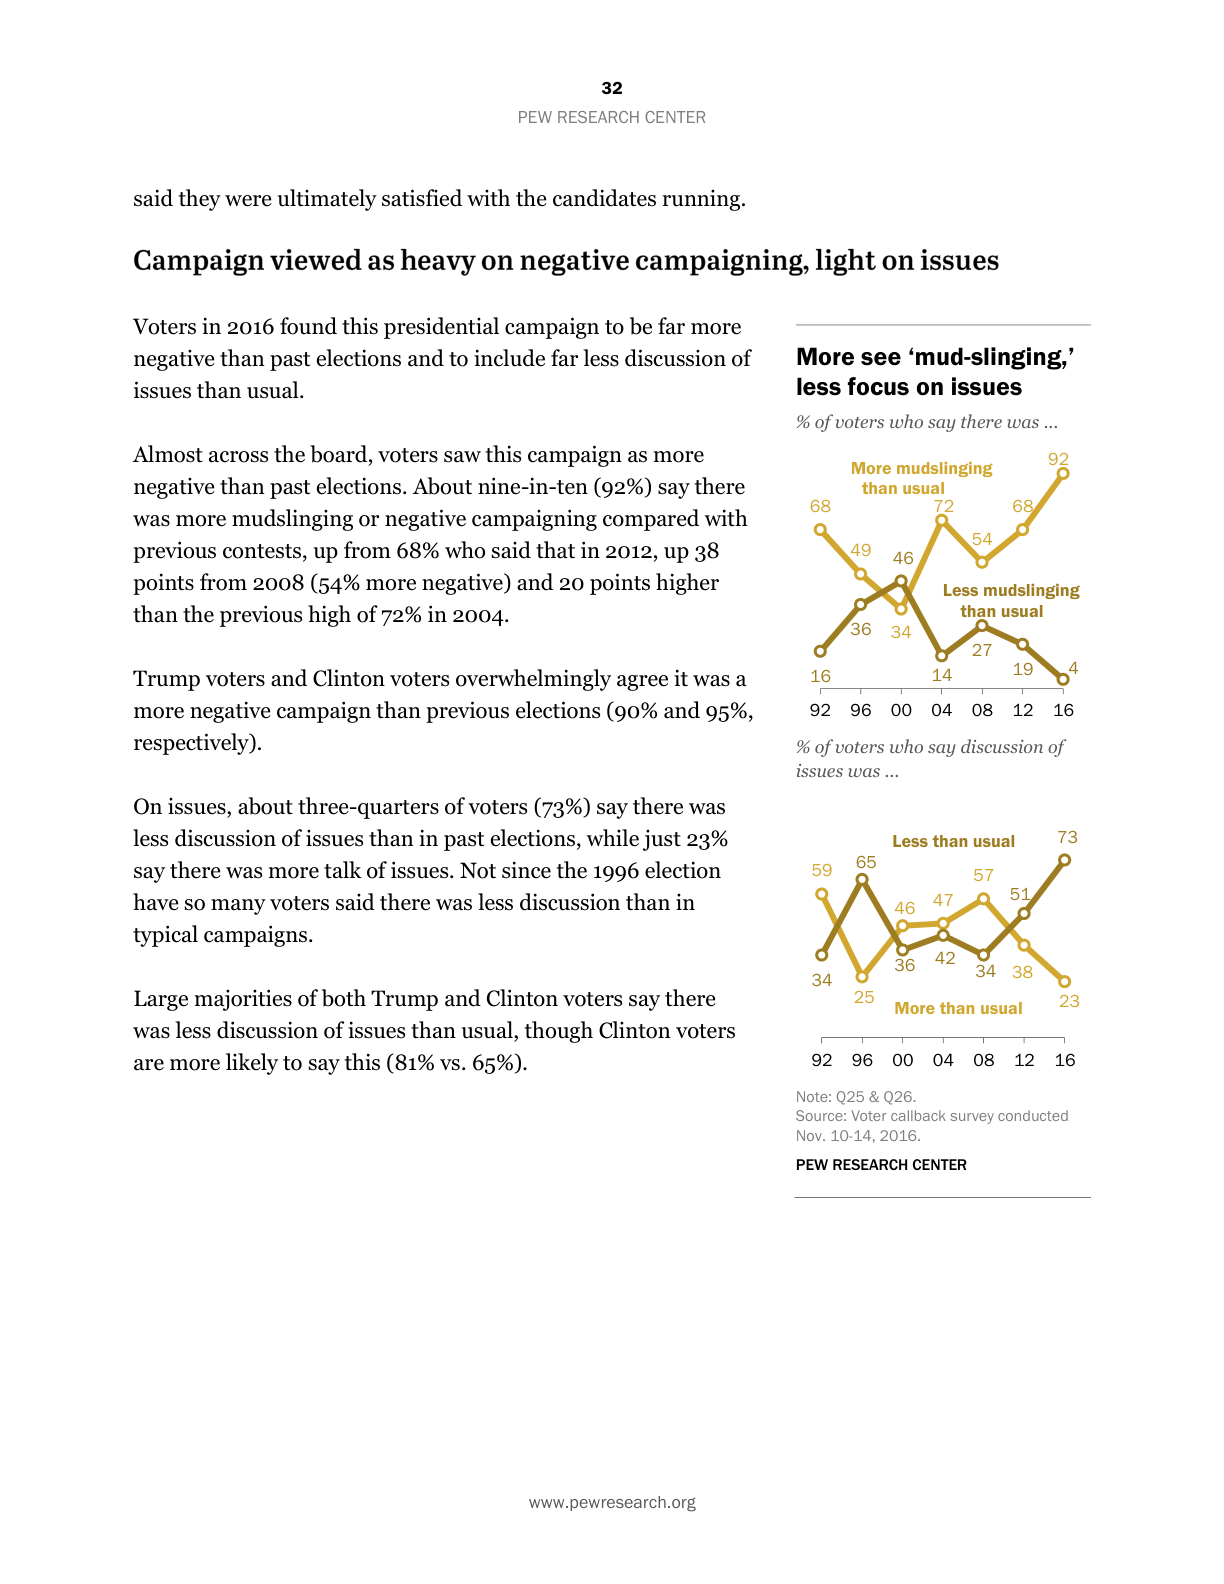 32
PEW RESEARCH CENTER
said they were ultimately satisfied with the candidates running.
Campaign viewed as heavy on negative campaigning, light on issues
Voters in 2016 found this presidential campaign to be far more
negative than past elections and to include far less discussion of
issues than usual.
Almost across the board, voters saw this campaign as more
negative than past elections. About nine-in-ten (92%) say there
was more mudslinging or negative campaigning compared with
previous contests, up from 68% who said that in 2012, up 38
points from 2008 (54% more negative) and 20 points higher
than the previous high of 72% in 2004.
Trump voters and Clinton voters overwhelmingly agree it was a
more negative campaign than previous elections (90% and 95%,
respectively).
On issues, about three-quarters of voters (73%) say there was
less discussion of issues than in past elections, while just 23%
say there was more talk of issues. Not since the 1996 election
have so many voters said there was less discussion than in
typical campaigns.
Large majorities of both Trump and Clinton voters say there
was less discussion of issues than usual, though Clinton voters
are more likely to say this (81% vs. 65%).
More see ‘mud-slinging,’
less focus on issues
% of voters who say there was ...
92
More mudslinging
than usual
68 72 68
49 46 54
Less mudslinging
than usual
36 34 27
16 14 19 4
92 96 00 04 08 12 16
% of voters who say discussion of
issues was ...
Less than usual 73
59 65 57
46 47 51
34 36 42 34 38
25 23
More than usual
92 96 00 04 08 12 16
Note: Q25 & Q26.
Source: Voter callback survey conducted
Nov. 10-14, 2016.
PEW RESEARCH CENTER
www.pewresearch.org